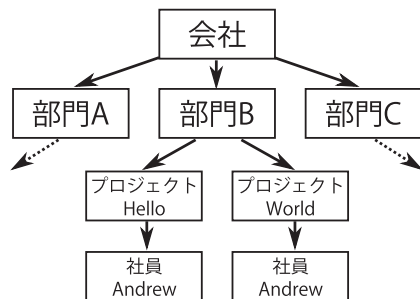 会社
部門A
部門B
部門C
プロジェクト
Hello
プロジェクト
World
社員
Andrew
社員
Andrew